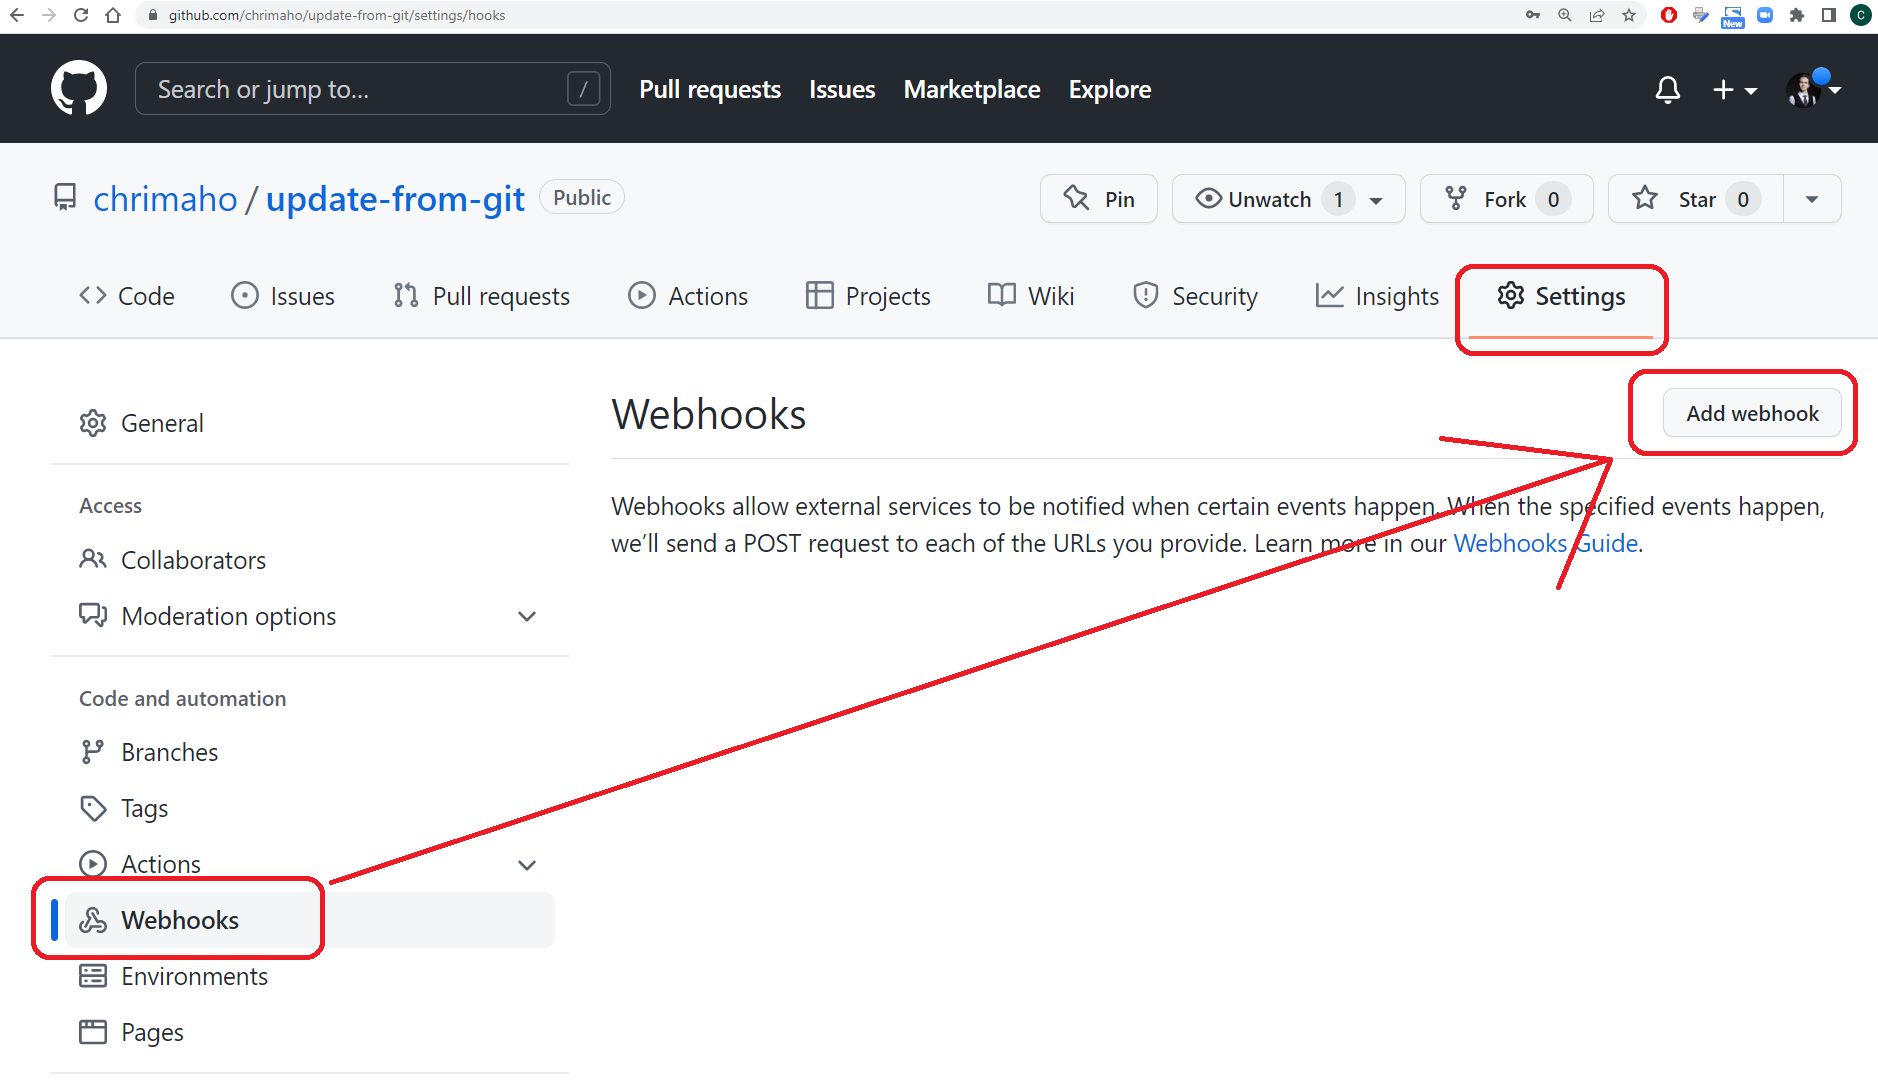 github.com/chrimaho/update-from-git/settings/hooks
New
C
Search or jump to... /
Pull requests Issues Marketplace Explore
chrimaho / update-from-git Public
Pin Unwatch 1 Fork 0 Star 0
Code Issues Pull requests Actions Projects Wiki Security Insights Settings
General
Access
Collaborators
Moderation options
Code and automation
Branches
Tags
Actions
Webhooks
Environments
Pages
Webhooks Add webhook
Webhooks allow external services to be notified when certain events happen. When the specified events happen,
we’ll send a POST request to each of the URLs you provide. Learn more in our Webhooks Guide.